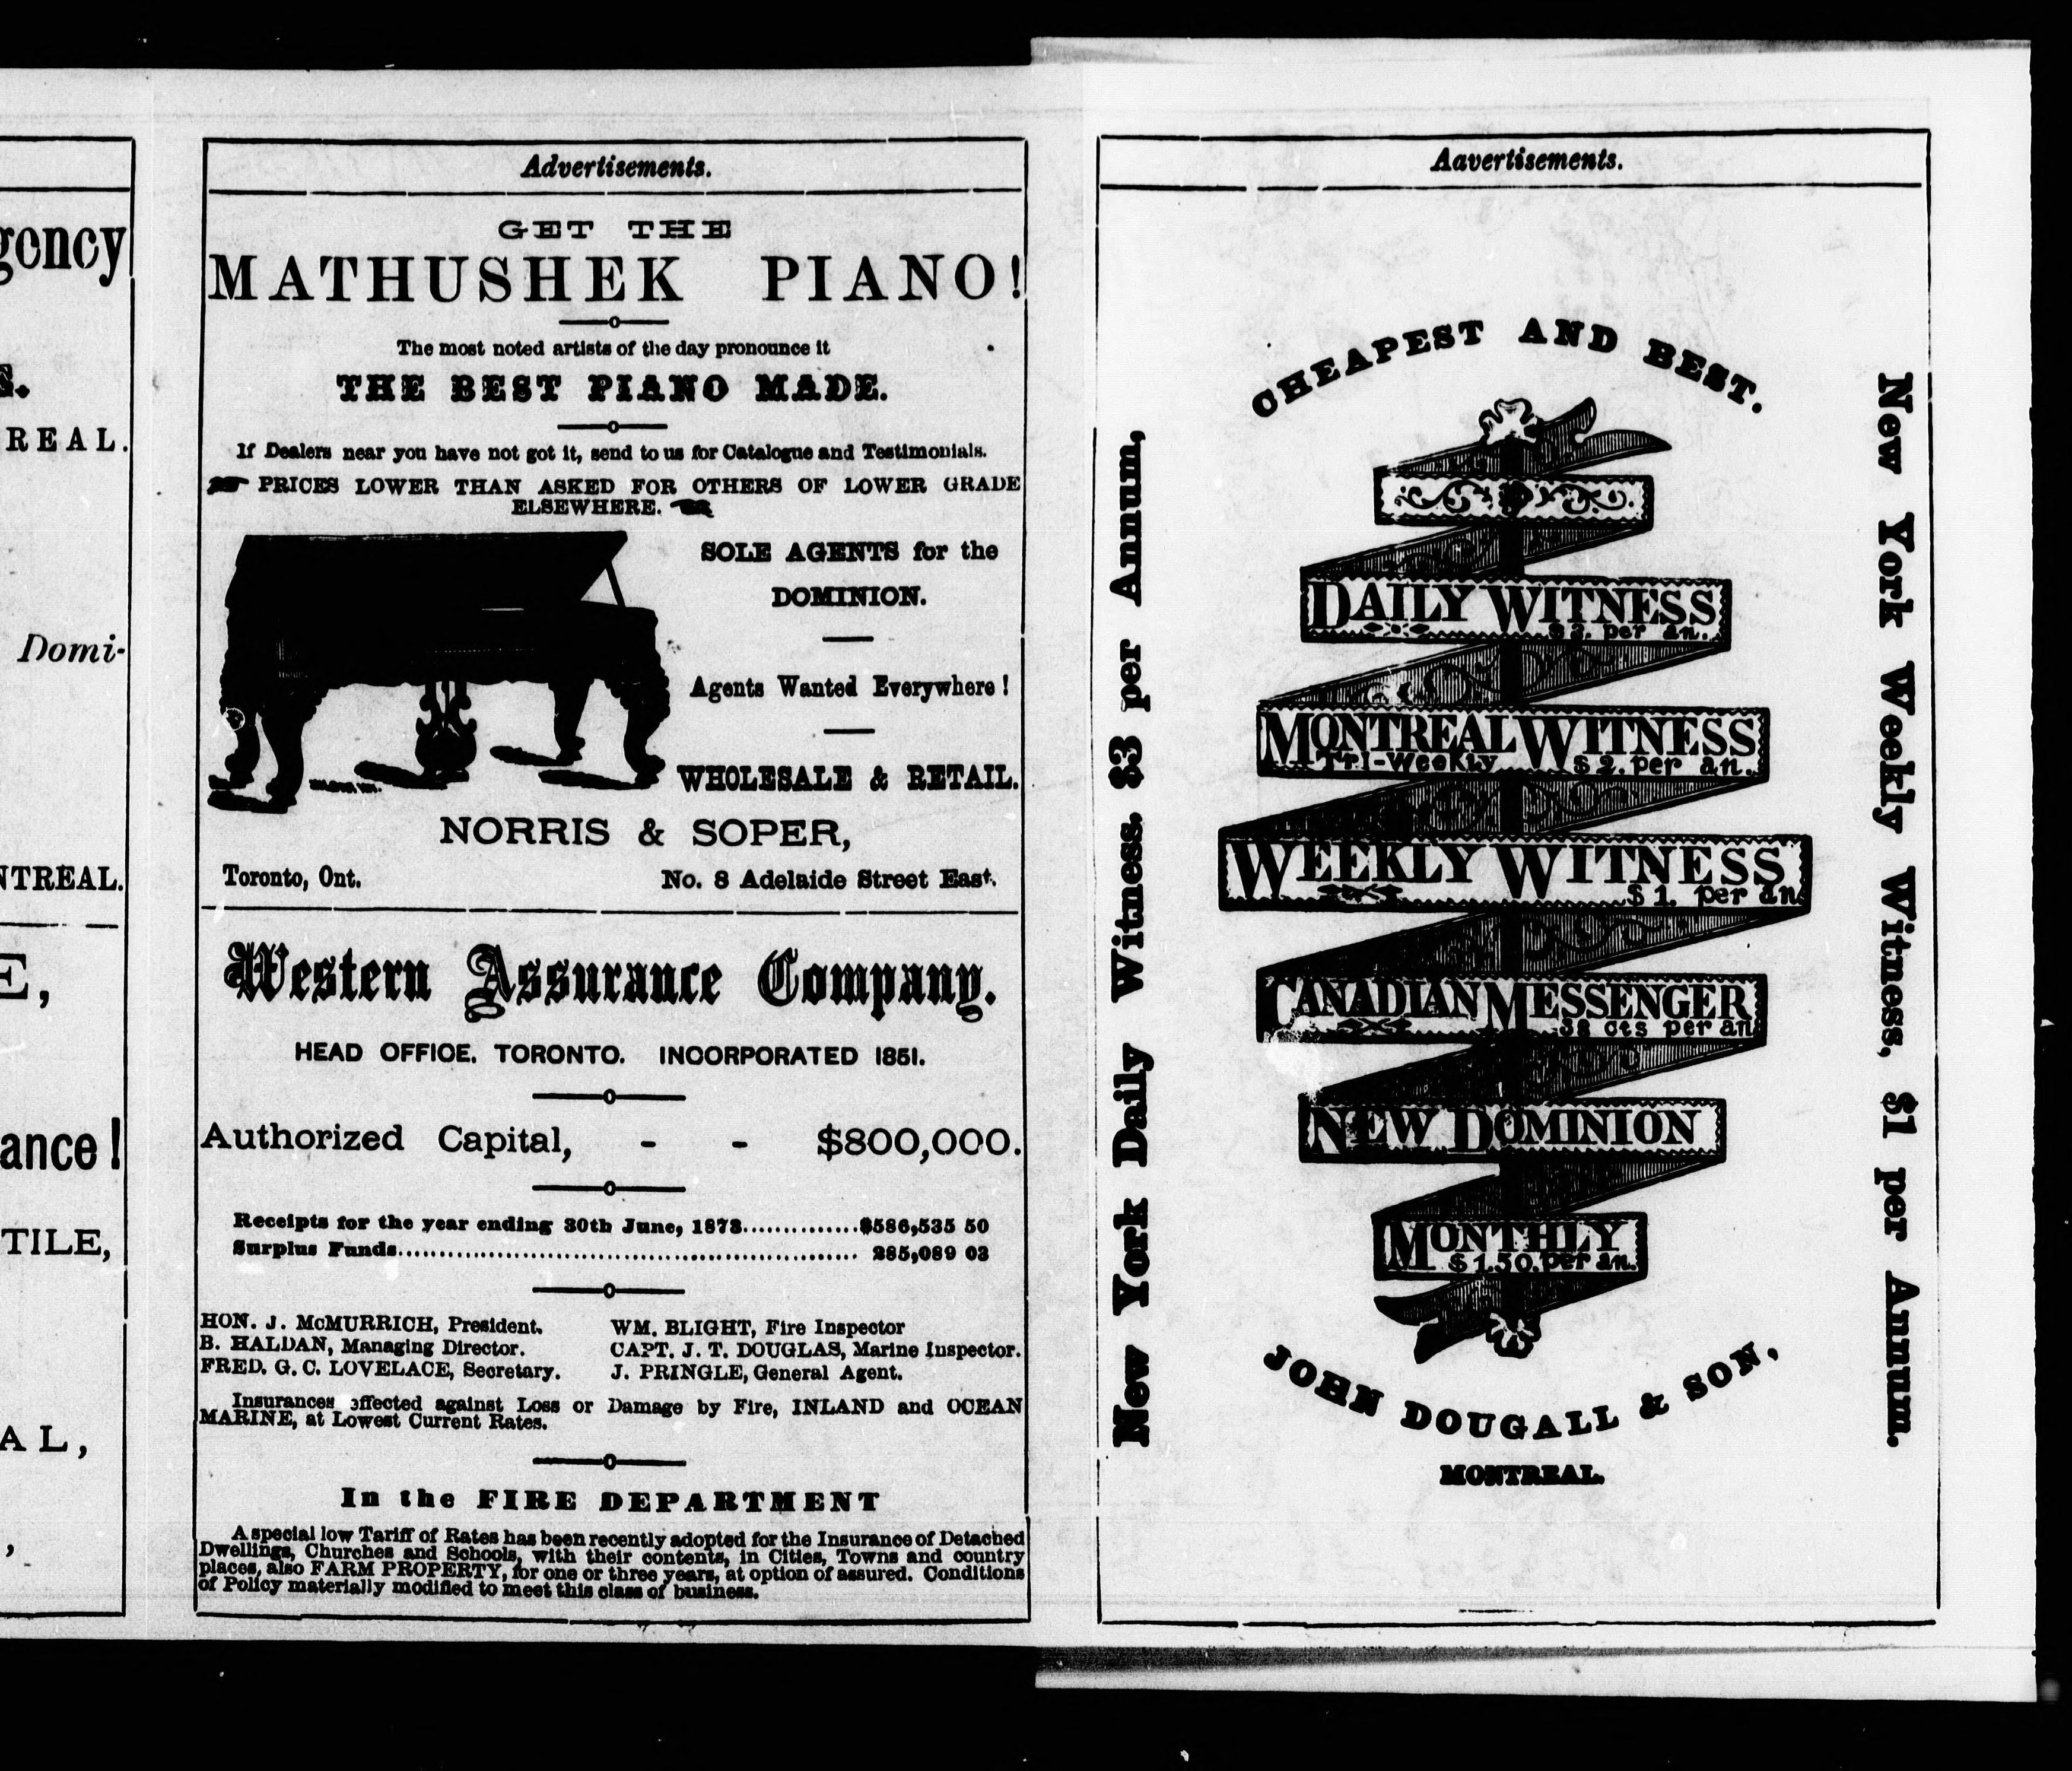 gency
S.
REAL.
Domi-
NTREAL.
E,
ance!
TILE,
AL,
,
Advertisements.
GET THE
MATHUSHEK PIANO!
The most noted artists of the day pronounce it
THE BEST PIANO MADE.
If Dealers near you have not got it, send to us for Catalogue and Testimonials.
PRICES LOWER THAN ASKED FOR OTHERS OF LOWER GRADE
ELSEWHERE.
SOLE AGENTS for the
DOMINION.
Agents Wanted Everywhere!
WHOLESALE & RETAIL.
NORRIS & SOPER,
Toronto, Ont. No. 8 Adelaide Street East.
Western Assurance Company.
HEAD OFFICE. TORONTO. INCORPORATED 1851.
Authorized Capital, - - $800,000.
Receipts for the year ending 30th June, 1873..............$586,535 50
Surplus Funds........................................................ 285,089 03
HON. J. McMURRICH, President. WM. BLIGHT, Fire Inspector
B. HALDAN, Managing Director. CAPT. J. T. DOUGLAS, Marine Inspector.
FRED. G. C. LOVELACE, Secretary. J. PRINGLE, General Agent.
Insurances effected against Loss or Damage by Fire, INLAND and OCEAN
MARINE, at Lowest Current Rates.
In the FIRE DEPARTMENT
A special low Tariff of Rates has been recently adopted for the Insurance of Detached
Dwellings, Churches and Schools, with their contents, in Cities, Towns and country
places, also FARM PROPERTY, for one or three years, at option of assured. Conditions
of Policy materially modified to meet this class of business.
Aavertisements.
New York Daily Witness. $3 per Annum,
CHEAPEST AND BEST.
DAILY WITNESS
$3. per an.
MONTREAL WITNESS
Tri-Weekly $2. per an.
WEEKLY WITNESS
$1. per an
CANADIAN MESSENGER
38 cts per an
NEW DOMINION
MONTHLY
$1.50. per an.
JOHN DOUGALL & SON,
MONTREAL.
New York Weekly Witness, $1 per Annum.